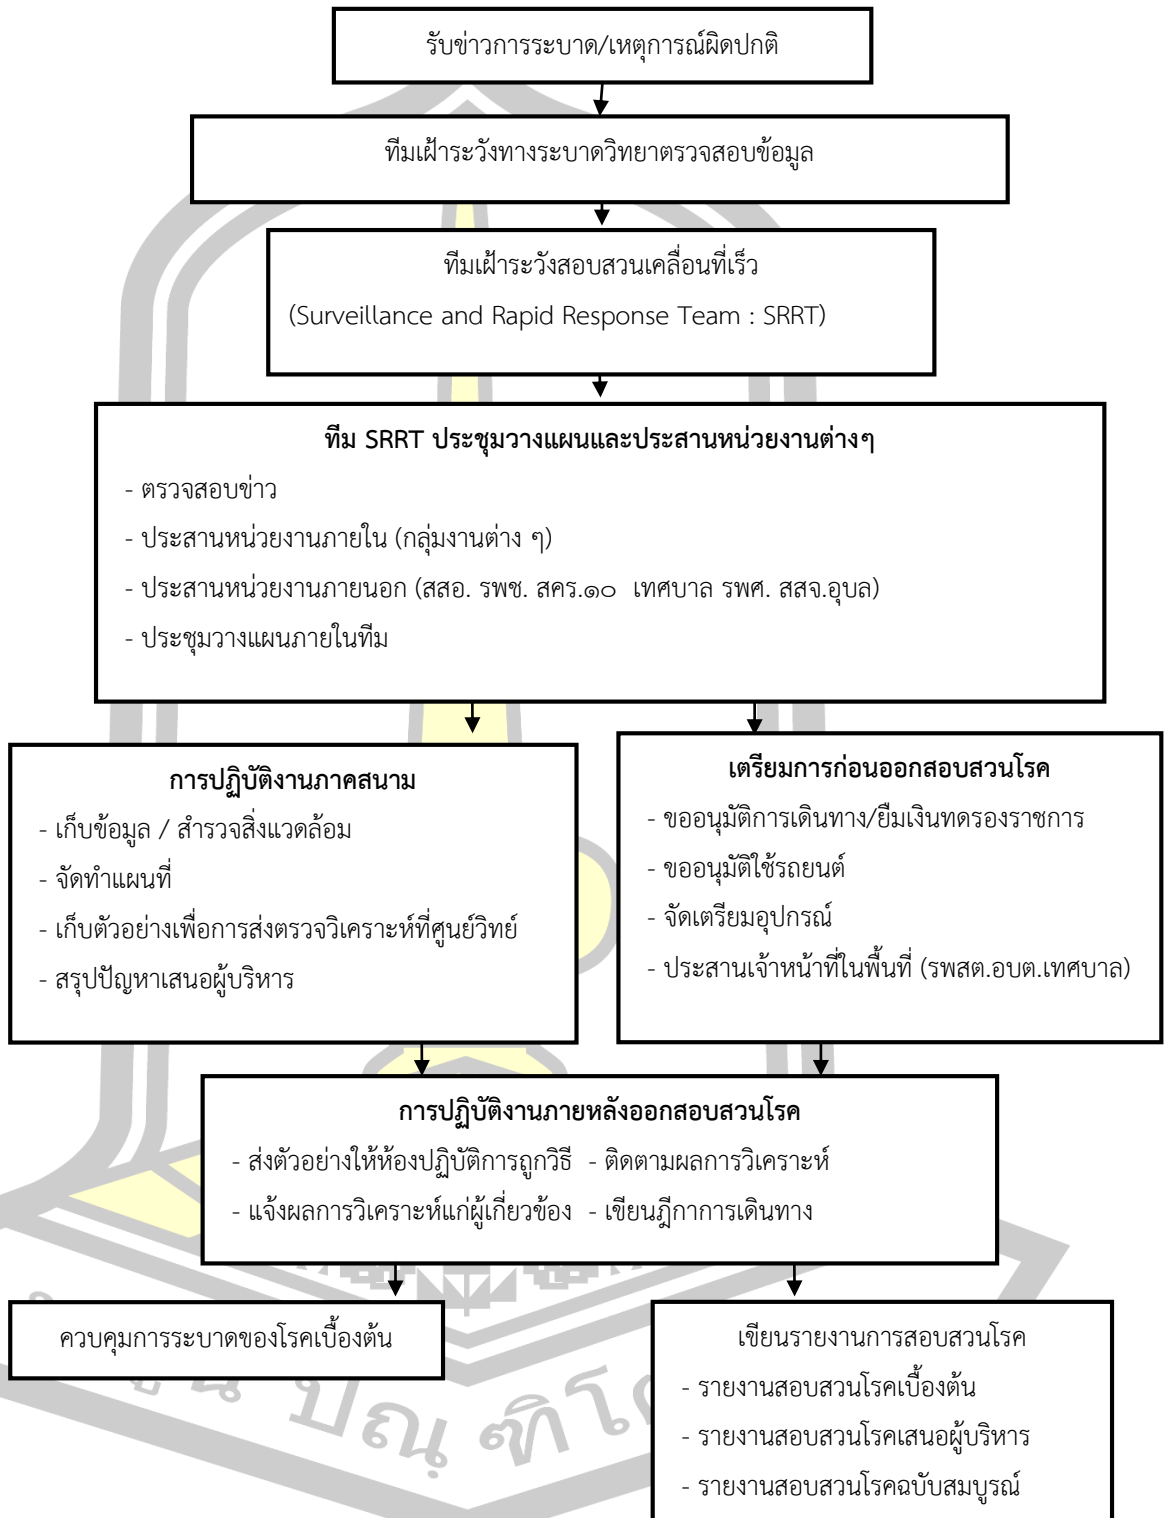 รับข่าวการระบาด/เหตุการณ์ผิดปกติ
ทีมเฝ้าระวังทางระบาดวิทยาตรวจสอบข้อมูล
ทีมเฝ้าระวังสอบสวนเคลื่อนที่เร็ว
(Surveillance and Rapid Response Team : SRRT)
ทีม SRRT ประชุมวางแผนและประสานหน่วยงานต่างๆ
- ตรวจสอบข่าว
- ประสานหน่วยงานภายใน (กลุ่มงานต่าง ๆ)
- ประสานหน่วยงานภายนอก (สสอ. รพช. สคร.๑๐ เทศบาล รพศ. สสจ.อุบล)
- ประชุมวางแผนภายในทีม
การปฏิบัติงานภาคสนาม
- เก็บข้อมูล / สำรวจสิ่งแวดล้อม
- จัดทำแผนที่
- เก็บตัวอย่างเพื่อการส่งตรวจวิเคราะห์ที่ศูนย์วิทย์
- สรุปปัญหาเสนอผู้บริหาร
เตรียมการก่อนออกสอบสวนโรค
- ขออนุมัติการเดินทาง/ยืมเงินทดรองราชการ
- ขออนุมัติใช้รถยนต์
- จัดเตรียมอุปกรณ์
- ประสานเจ้าหน้าที่ในพื้นที่ (รพสต.อบต.เทศบาล)
การปฏิบัติงานภายหลังออกสอบสวนโรค
- ส่งตัวอย่างให้ห้องปฏิบัติการถูกวิธี - ติดตามผลการวิเคราะห์
- แจ้งผลการวิเคราะห์แก่ผู้เกี่ยวข้อง - เขียนฎีกาการเดินทาง
ควบคุมการระบาดของโรคเบื้องต้น
เขียนรายงานการสอบสวนโรค
- รายงานสอบสวนโรคเบื้องต้น
- รายงานสอบสวนโรคเสนอผู้บริหาร
- รายงานสอบสวนโรคฉบับสมบูรณ์